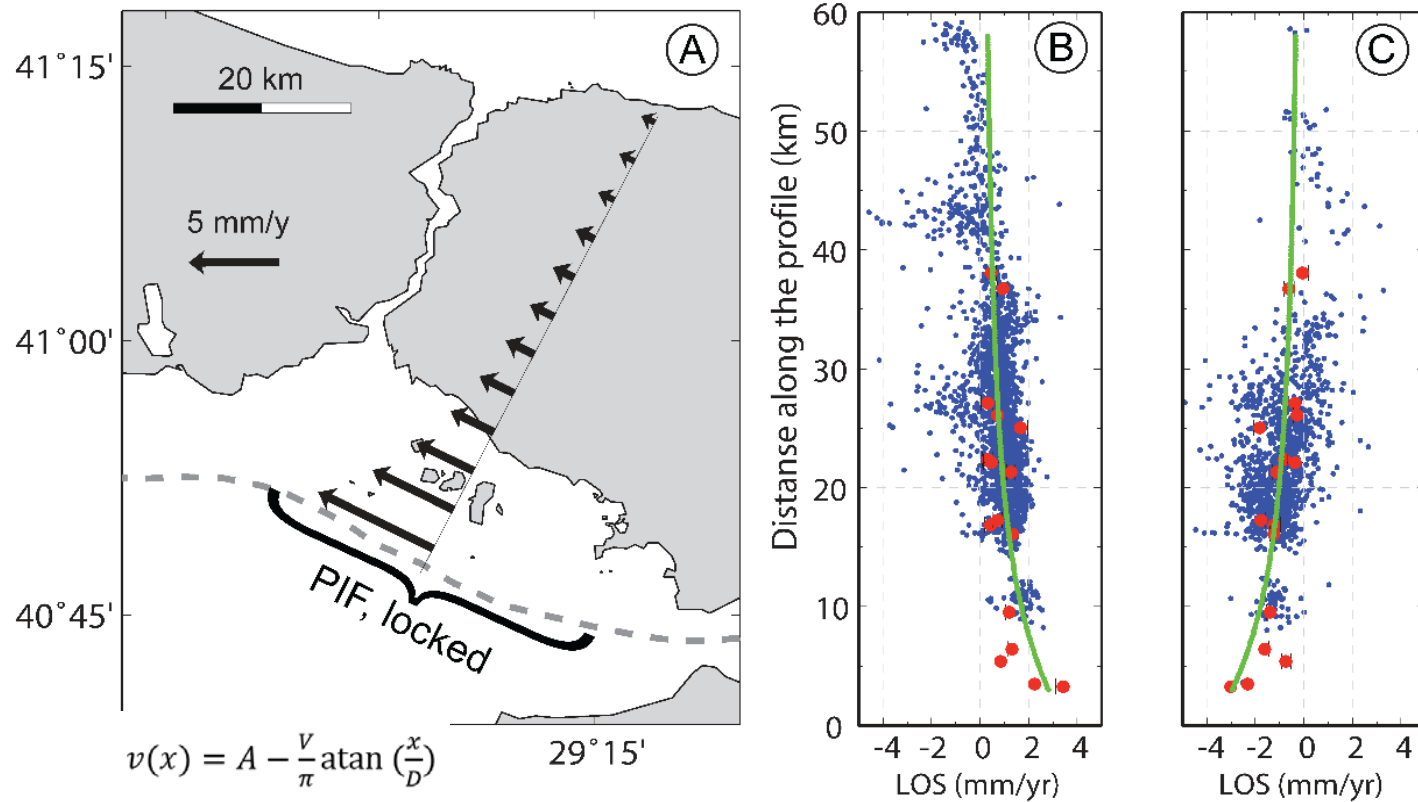 A
41°15'
20 km
5 mm/y
41°00'
40°45'
PIF, locked
29°15'
v(x) = A − V/π atan (x/D)
Distanse along the profile (km)
60
50
40
30
20
10
0
B
-4 -2 0 2 4
LOS (mm/yr)
C
-4 -2 0 2 4
LOS (mm/yr)